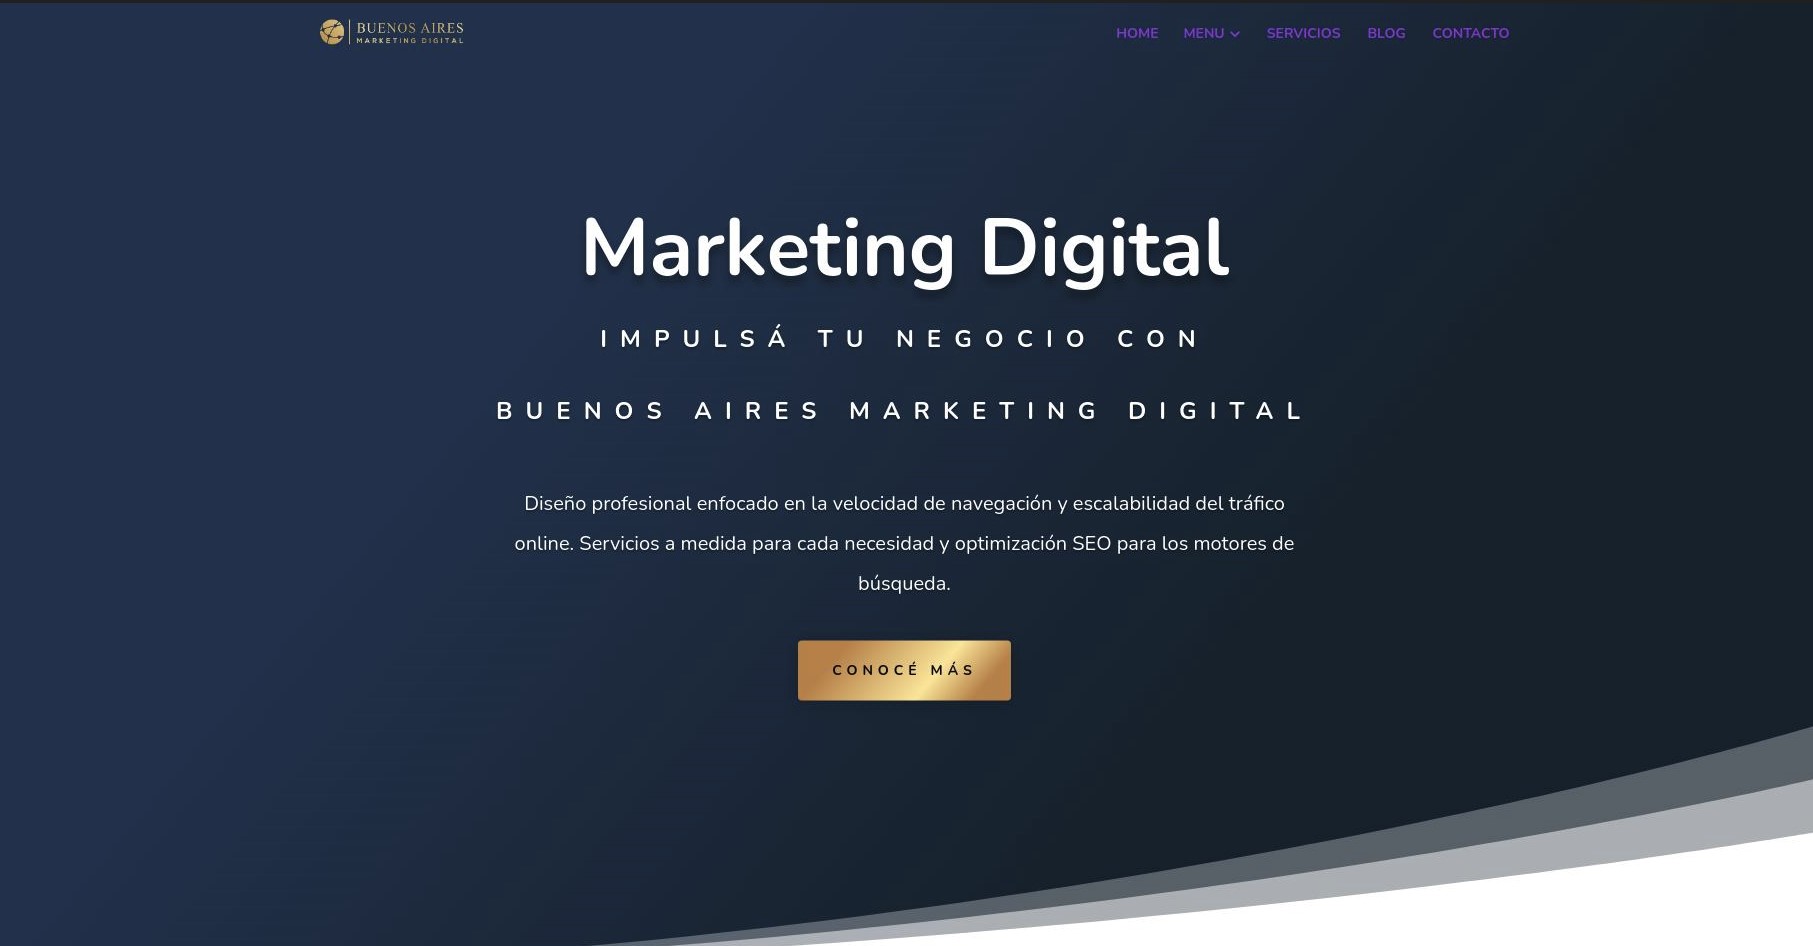 BUENOS AIRES
MARKETING DIGITAL
HOME MENU SERVICIOS BLOG CONTACTO
Marketing Digital
IMPULSÁ TU NEGOCIO CON
BUENOS AIRES MARKETING DIGITAL
Diseño profesional enfocado en la velocidad de navegación y escalabilidad del tráfico
online. Servicios a medida para cada necesidad y optimización SEO para los motores de
búsqueda.
CONOCÉ MÁS